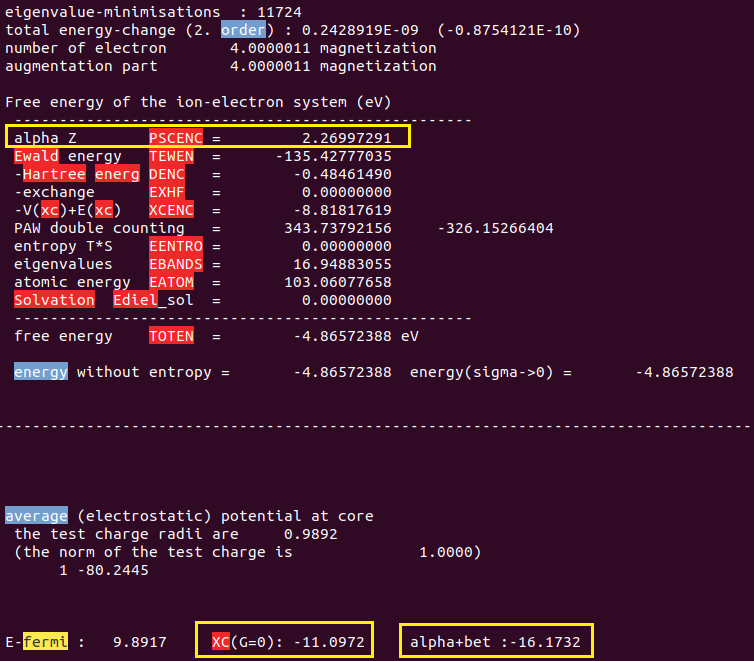 eigenvalue-minimisations : 11724
total energy-change (2. order) : 0.2428919E-09 (-0.8754121E-10)
number of electron 4.0000011 magnetization
augmentation part 4.0000011 magnetization
Free energy of the ion-electron system (eV)
---------------------------------------------------
alpha Z PSCENC = 2.26997291
Ewald energy TEWEN = -135.42777035
-Hartree energ DENC = -0.48461490
-exchange EXHF = 0.00000000
-V(xc)+E(xc) XCENC = -8.81817619
PAW double counting = 343.73792156 -326.15266404
entropy T*S EENTRO = 0.00000000
eigenvalues EBANDS = 16.94883055
atomic energy EATOM = 103.06077658
Solvation Ediel_sol = 0.00000000
---------------------------------------------------
free energy TOTEN = -4.86572388 eV
energy without entropy = -4.86572388 energy(sigma->0) = -4.86572388
-----------------------------------------------------------------------------------
average (electrostatic) potential at core
the test charge radii are 0.9892
(the norm of the test charge is 1.0000)
1 -80.2445
E-fermi : 9.8917 XC(G=0): -11.0972 alpha+bet :-16.1732